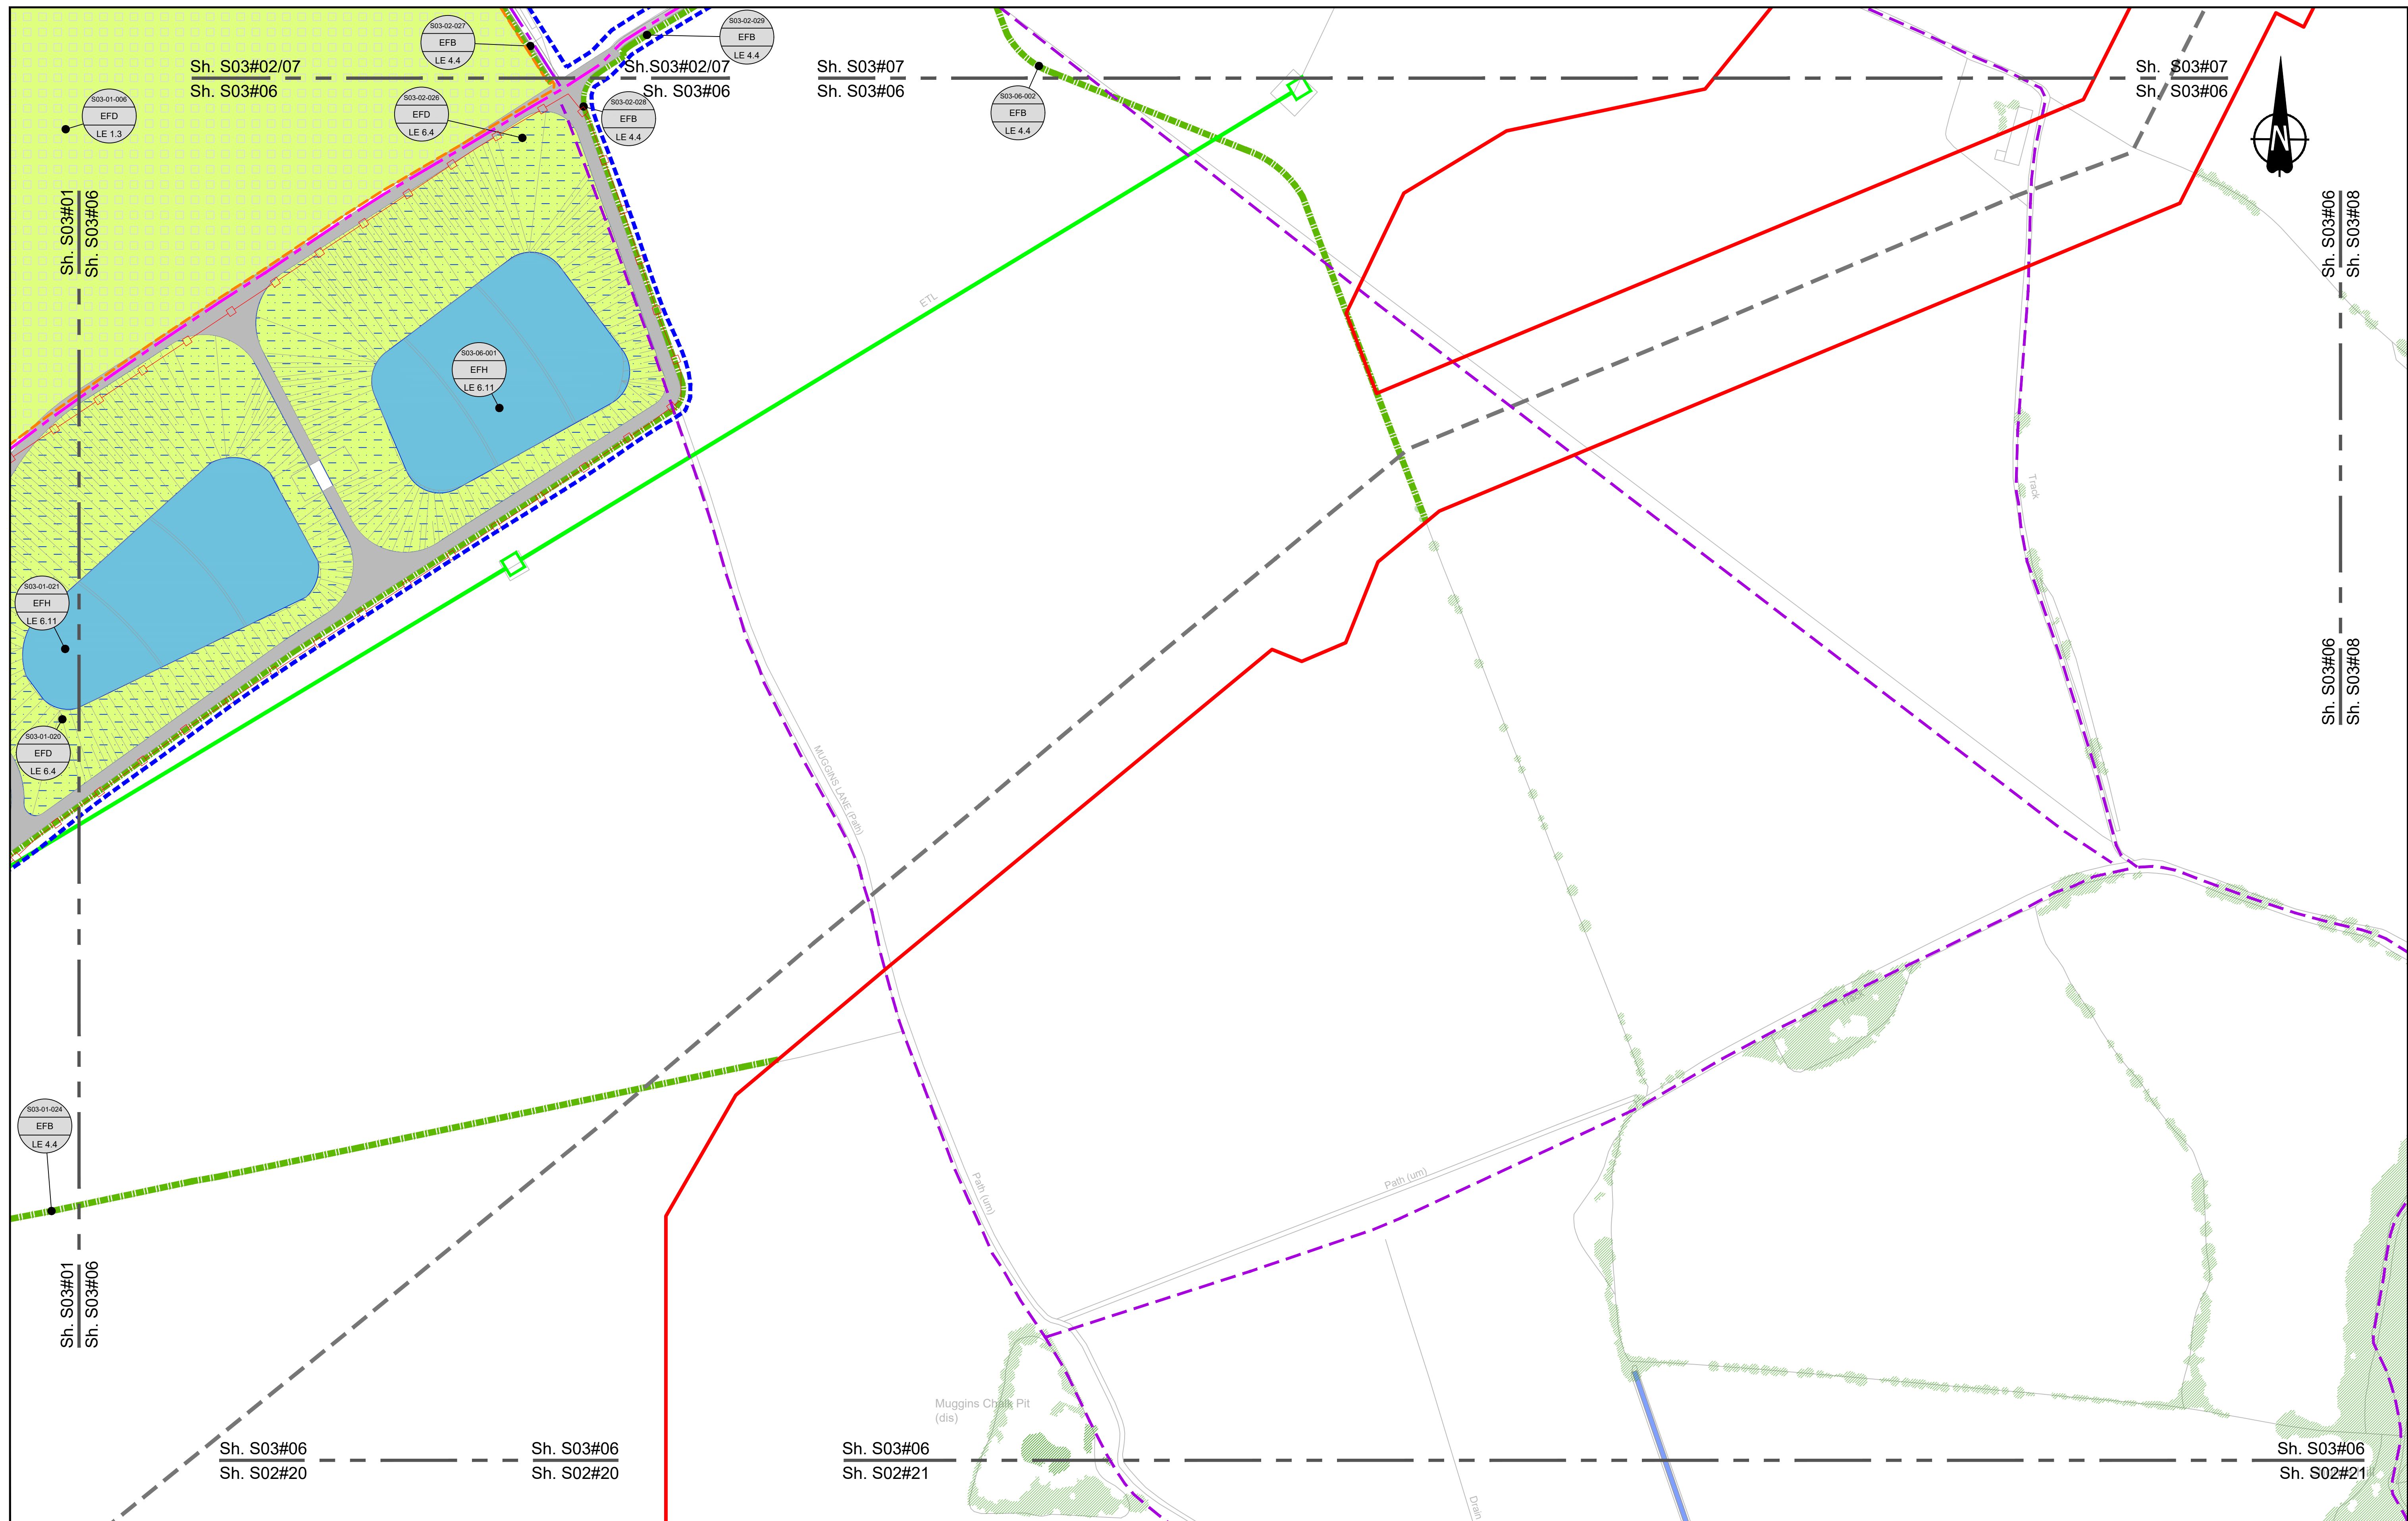 S03-02-027
EFB
LE 4.4
S03-02-029
EFB
LE 4.4
Sh. S03#02/07
Sh. S03#06
Sh.S03#02/07
Sh. S03#06
Sh. S03#07
Sh. S03#06
Sh. S03#07
Sh. S03#06
S03-01-006
EFD
LE 1.3
S03-02-026
EFD
LE 6.4
S03-02-028
EFB
LE 4.4
S03-06-002
EFB
LE 4.4
N
Sh. S03#01
Sh. S03#06
Sh. S03#06
Sh. S03#08
ETL
S03-06-001
EFH
LE 6.11
Track
S03-01-021
EFH
LE 6.11
Sh. S03#06
Sh. S03#08
S03-01-020
EFD
LE 6.4
MUGGINS LANE (Path)
Track
S03-01-024
EFB
LE 4.4
Path (um)
Path (um)
Sh. S03#01
Sh. S03#06
Muggins Chalk Pit
(dis)
Sh. S03#06
Sh. S02#20
Sh. S03#06
Sh. S02#20
Sh. S03#06
Sh. S02#21
Sh. S03#06
Sh. S02#21
Drain